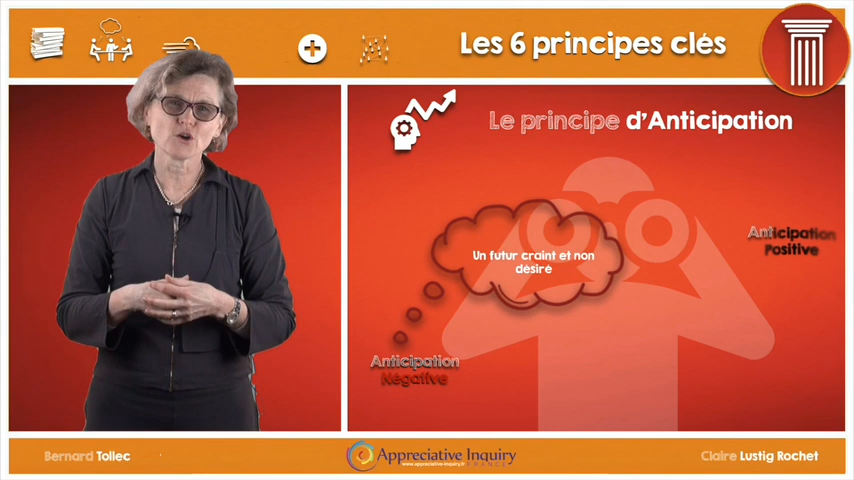 Les 6 principes clés
Le principe d'Anticipation
Anticipation
Positive
Un futur craint et non
désiré
Anticipation
Négative
Bernard Tollec
Appreciative Inquiry
www.appreciative-inquiry.fr FRANCE
Claire Lustig Rochet